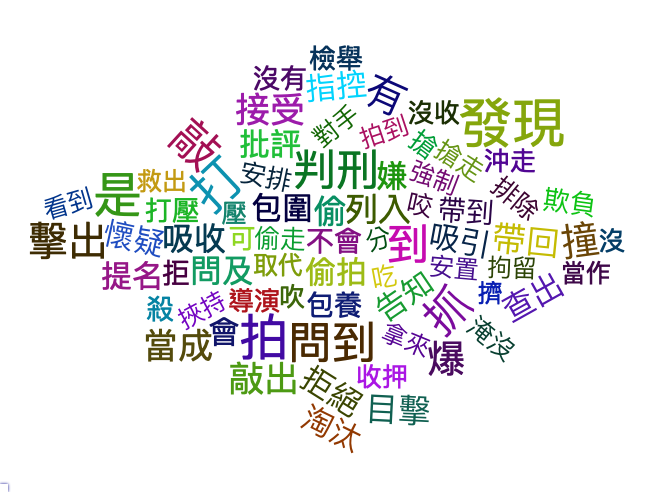 檢舉
沒有
指控
有
接受
對手
沒收
發現
敲
批評
拍到
搶
搶走
沖走
打
安排
判刑
嫌
強制
排除
救出
看到
是
打壓
壓
包圍
偷
列入
咬
帶到
欺負
擊出
懷疑
吸收
可
偷走
不會
分
到
吸引
帶回
撞
沒
提名
拒
問及
取代
偷拍
吃
安置
拘留
當作
殺
挾持
導演
吹
包養
告知
抓
擠
查出
當成
會
拍
問到
拿來
爆
淹沒
敲出
拒絕
收押
目擊
淘汰